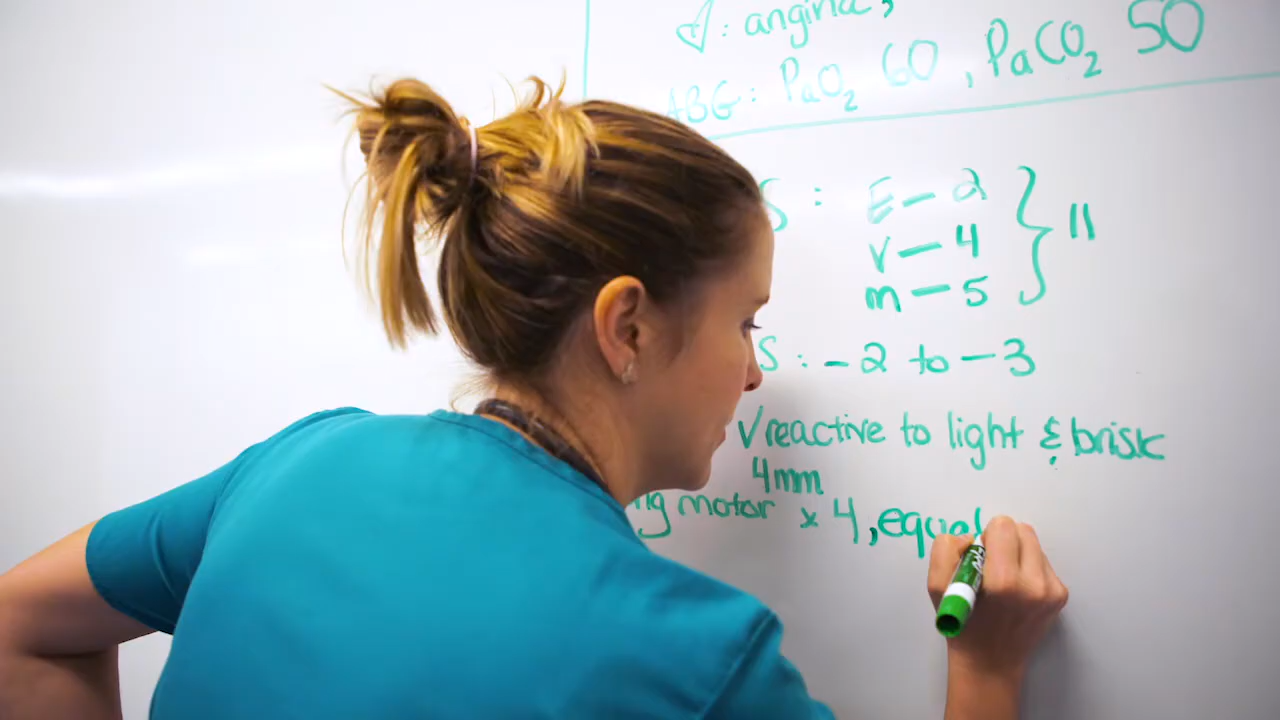 : angina,
ABG: PaO₂ 60, PaCO₂ 50
S: E – 2
V – 4 } 11
m – 5
S: – 2 to – 3
√ reactive to light & brisk
4mm
ng motor x 4, equal